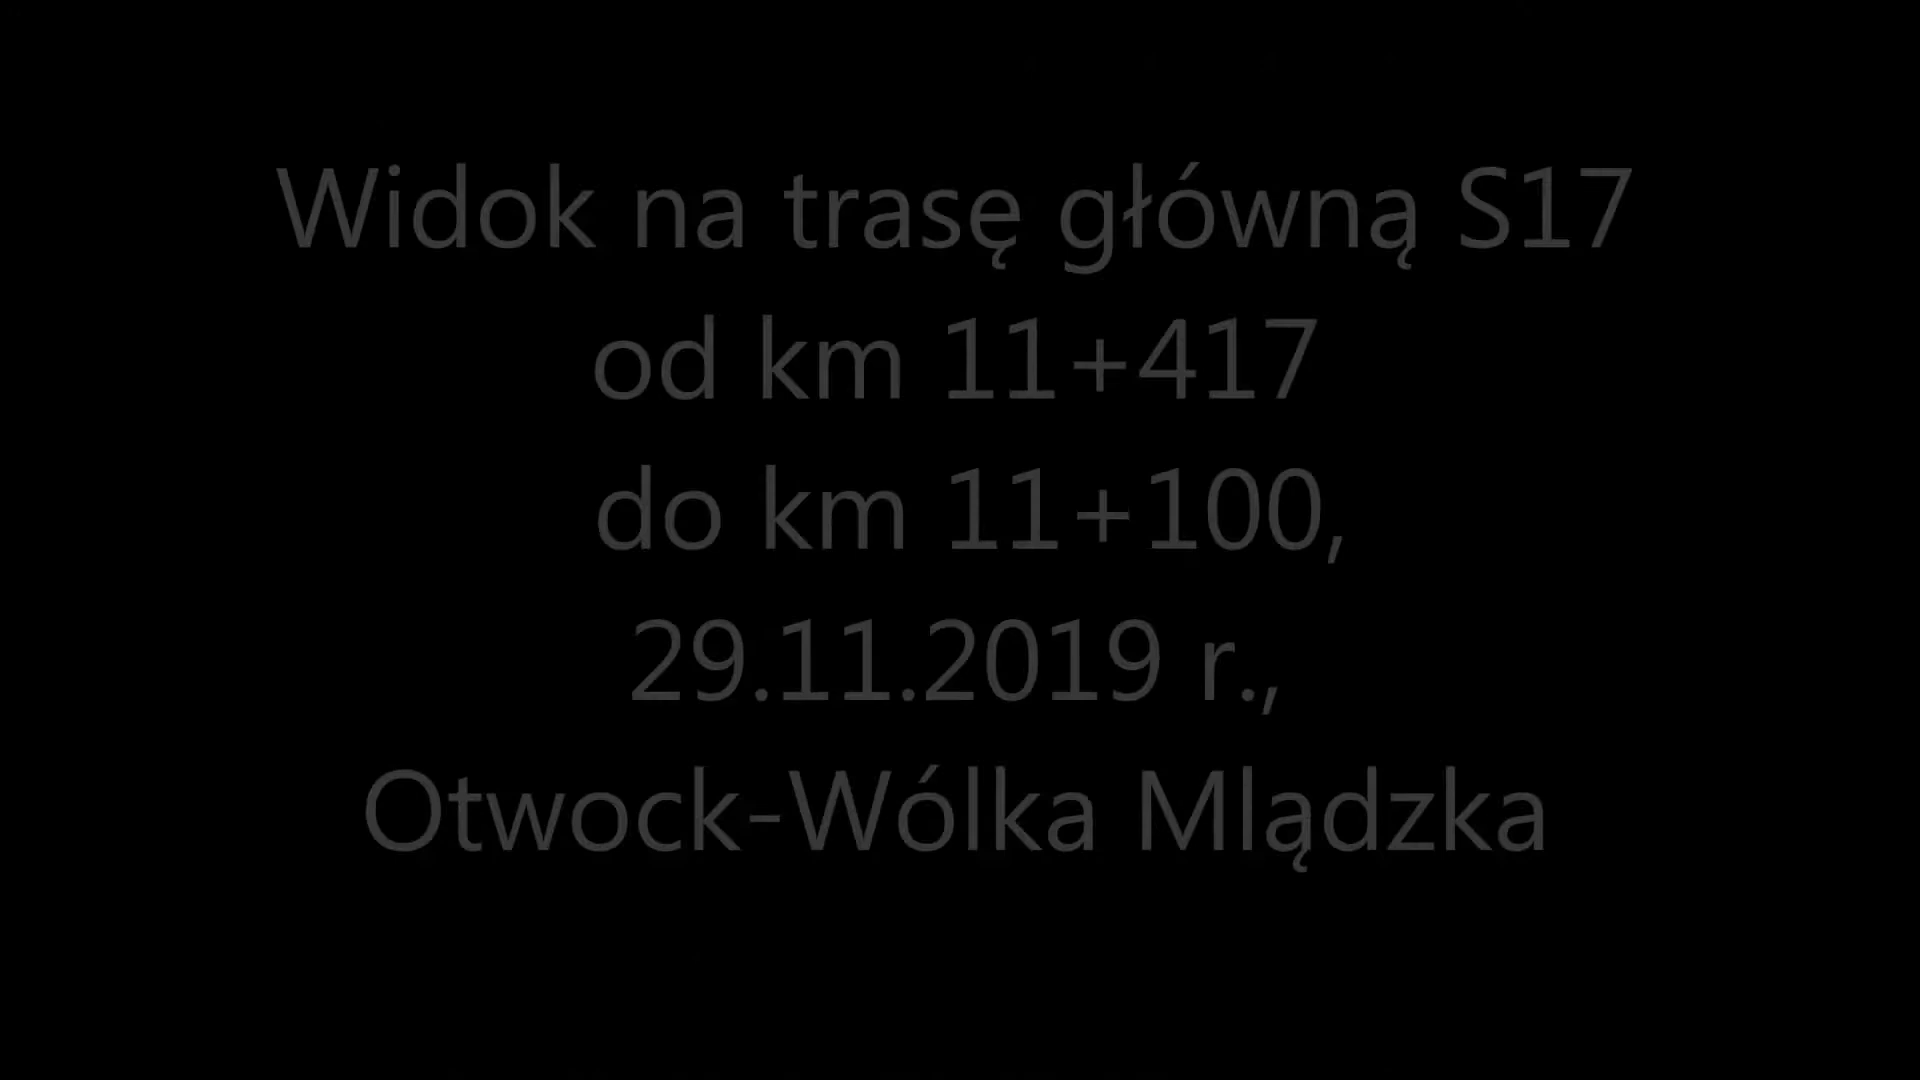 Widok na trasę główną S17
od km 11+417
do km 11+100,
29.11.2019 r.,
Otwock-Wólka Mlądzka